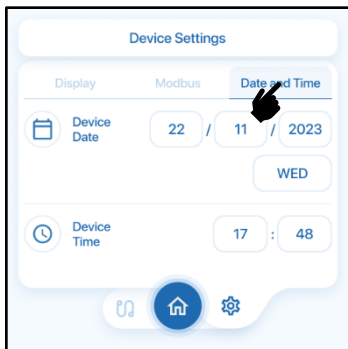 Device Settings
Display Modbus Date and Time
Device
Date
22 / 11 / 2023
WED
Device
Time
17 : 48